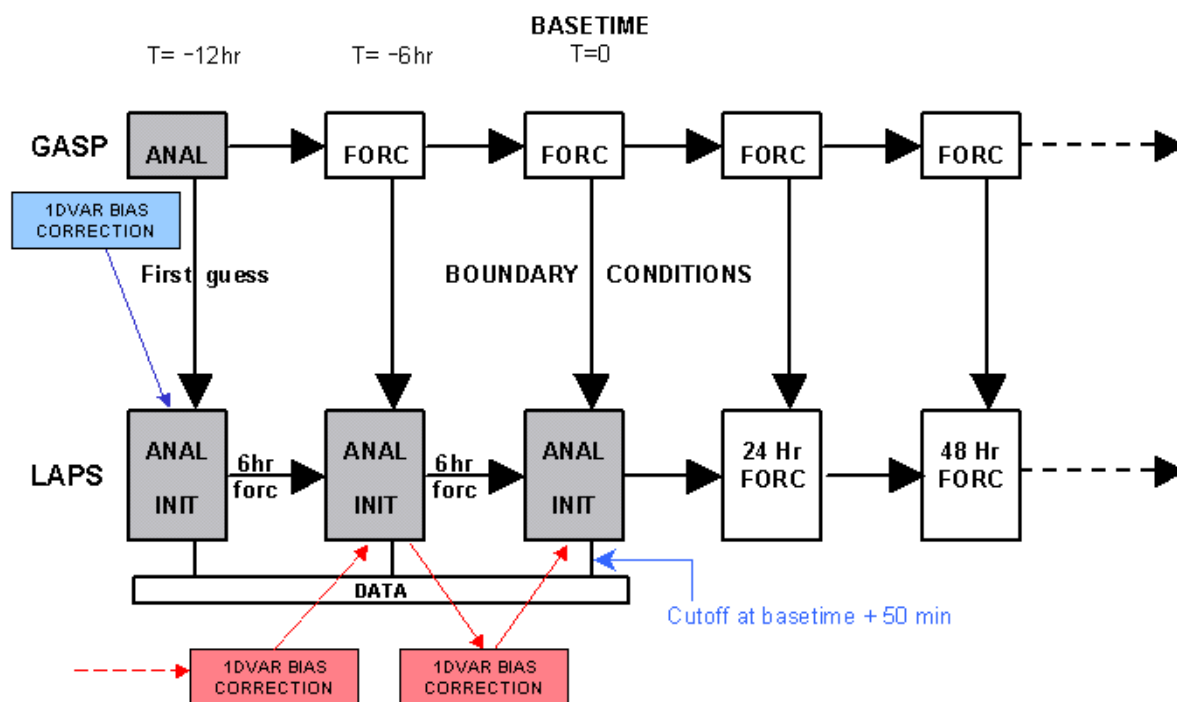 BASETIME
T= -12hr
T= -6hr
T=0
GASP
ANAL
FORC
FORC
FORC
FORC
1DVAR BIAS
CORRECTION
First guess
BOUNDARY CONDITIONS
LAPS
ANAL
INIT
6hr
forc
ANAL
INIT
6hr
forc
ANAL
INIT
24 Hr
FORC
48 Hr
FORC
DATA
Cutoff at basetime + 50 min
1DVAR BIAS
CORRECTION
1DVAR BIAS
CORRECTION